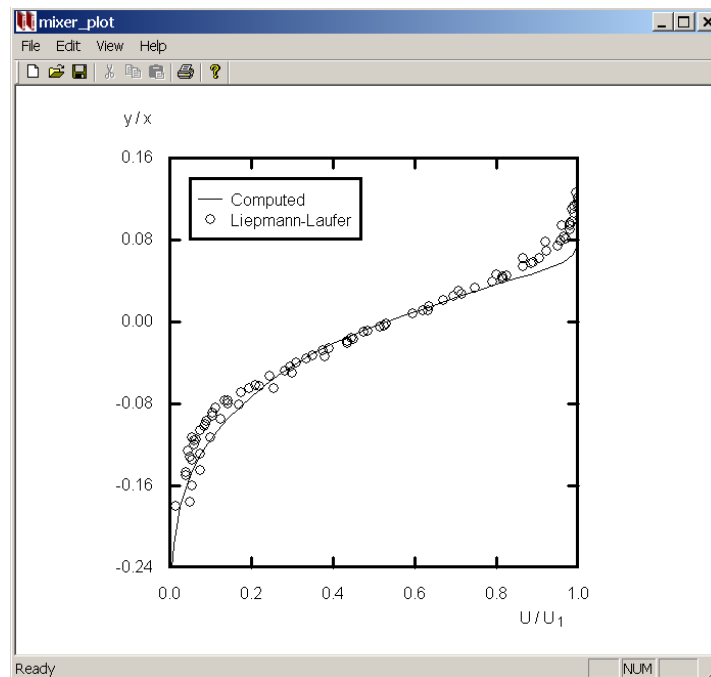 mixer_plot
File Edit View Help
y/x
0.16
Computed
Liepmann-Laufer
0.08
0.00
-0.08
-0.16
-0.24
0.0 0.2 0.4 0.6 0.8 1.0
U/U1
Ready NUM